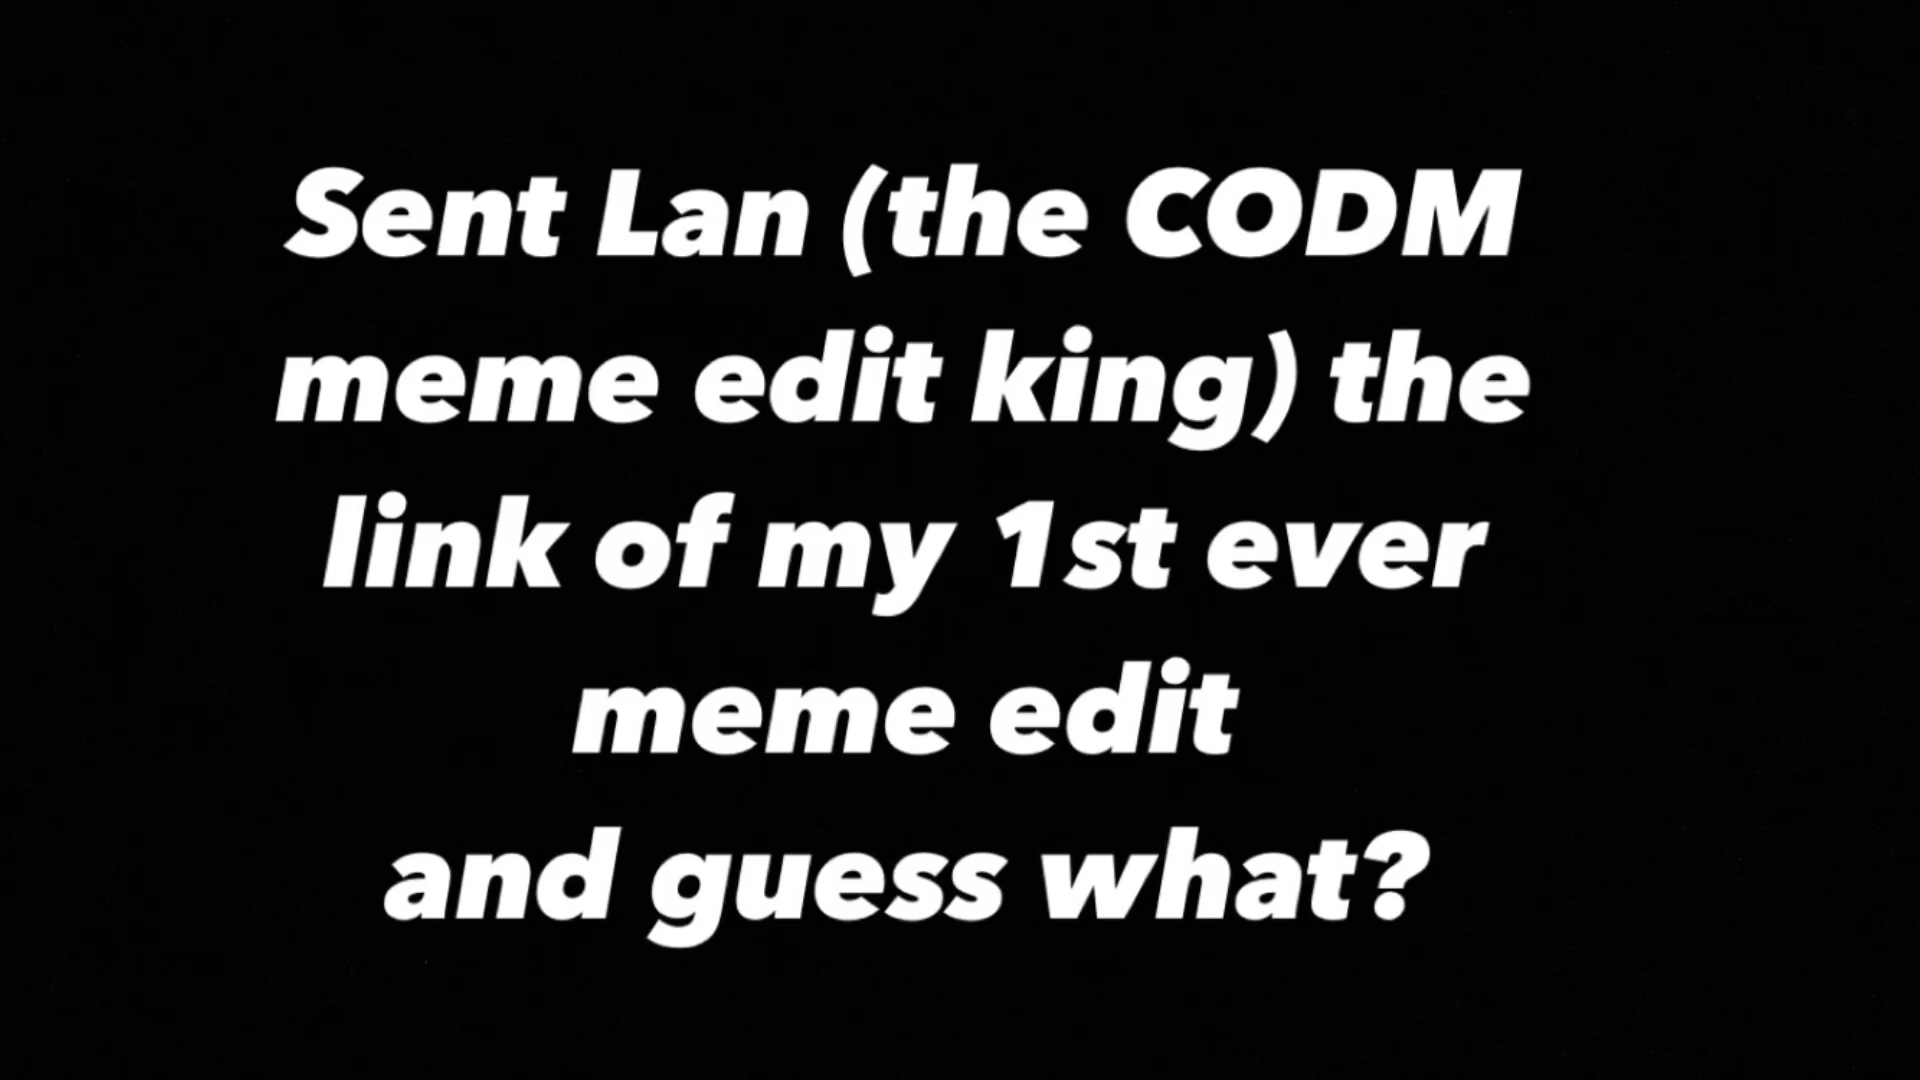 Sent Lan (the CODM
meme edit king) the
link of my 1st ever
meme edit
and guess what?